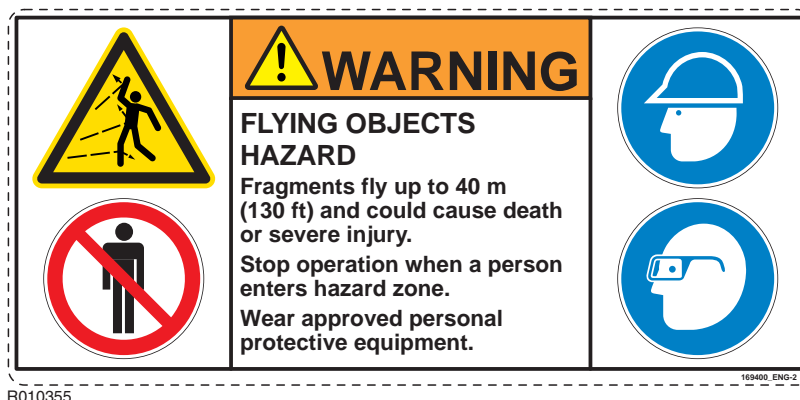 WARNING
FLYING OBJECTS
HAZARD
Fragments fly up to 40 m
(130 ft) and could cause death
or severe injury.
Stop operation when a person
enters hazard zone.
Wear approved personal
protective equipment.
169400_ENG-2
R010355